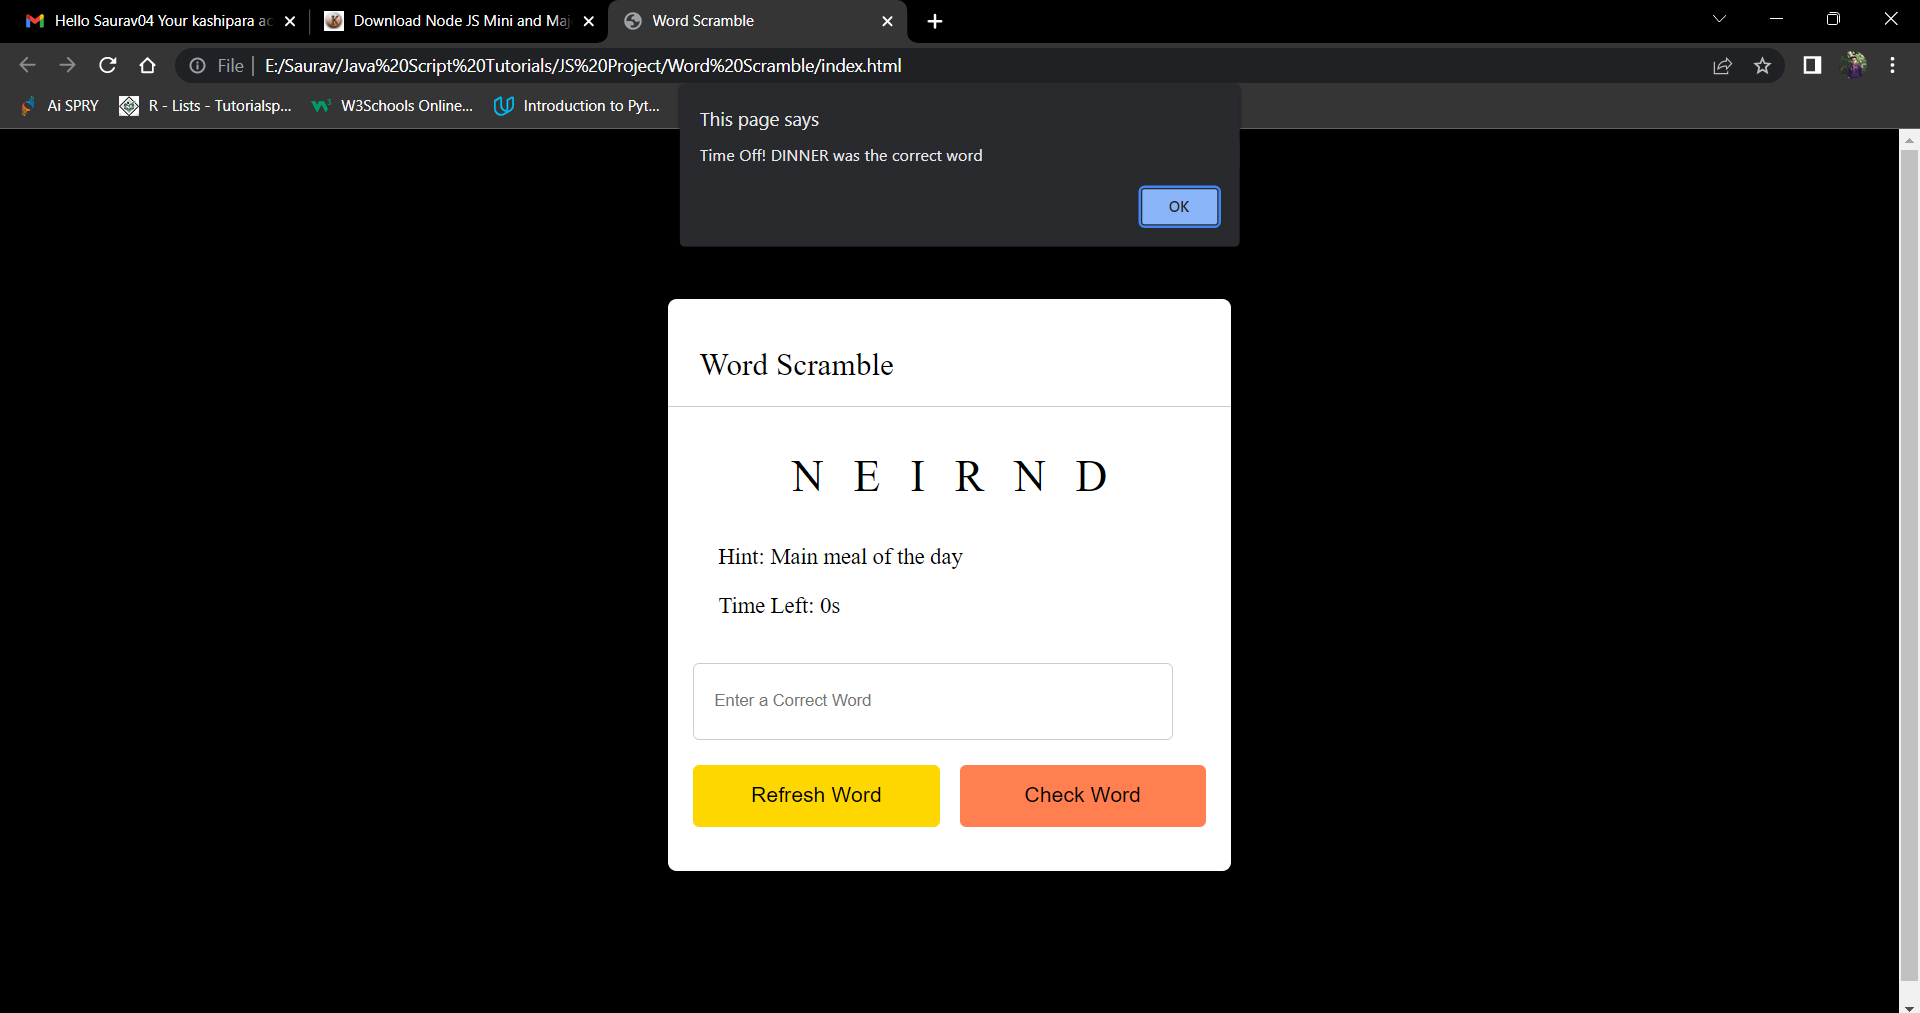 Hello Saurav04 Your kashipara ac
Download Node JS Mini and Maj
Word Scramble
File
E:/Saurav/Java%20Script%20Tutorials/JS%20Project/Word%20Scramble/index.html
Ai SPRY
R - Lists - Tutorialsp...
W3Schools Online...
Introduction to Pyt...
This page says
Time Off! DINNER was the correct word
OK
Word Scramble
N E I R N D
Hint: Main meal of the day
Time Left: 0s
Enter a Correct Word
Refresh Word
Check Word